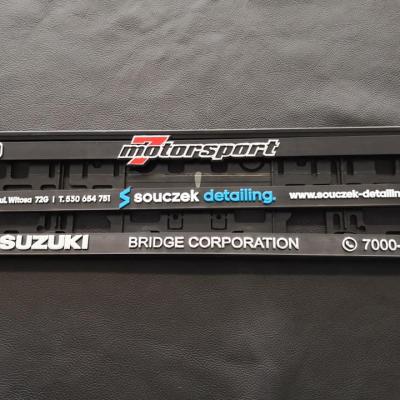 7 motorsport
ul. Witosa 72G | T. 530 654 751 souczek detailing. www.souczek-detailin
SUZUKI BRIDGE CORPORATION 7000-